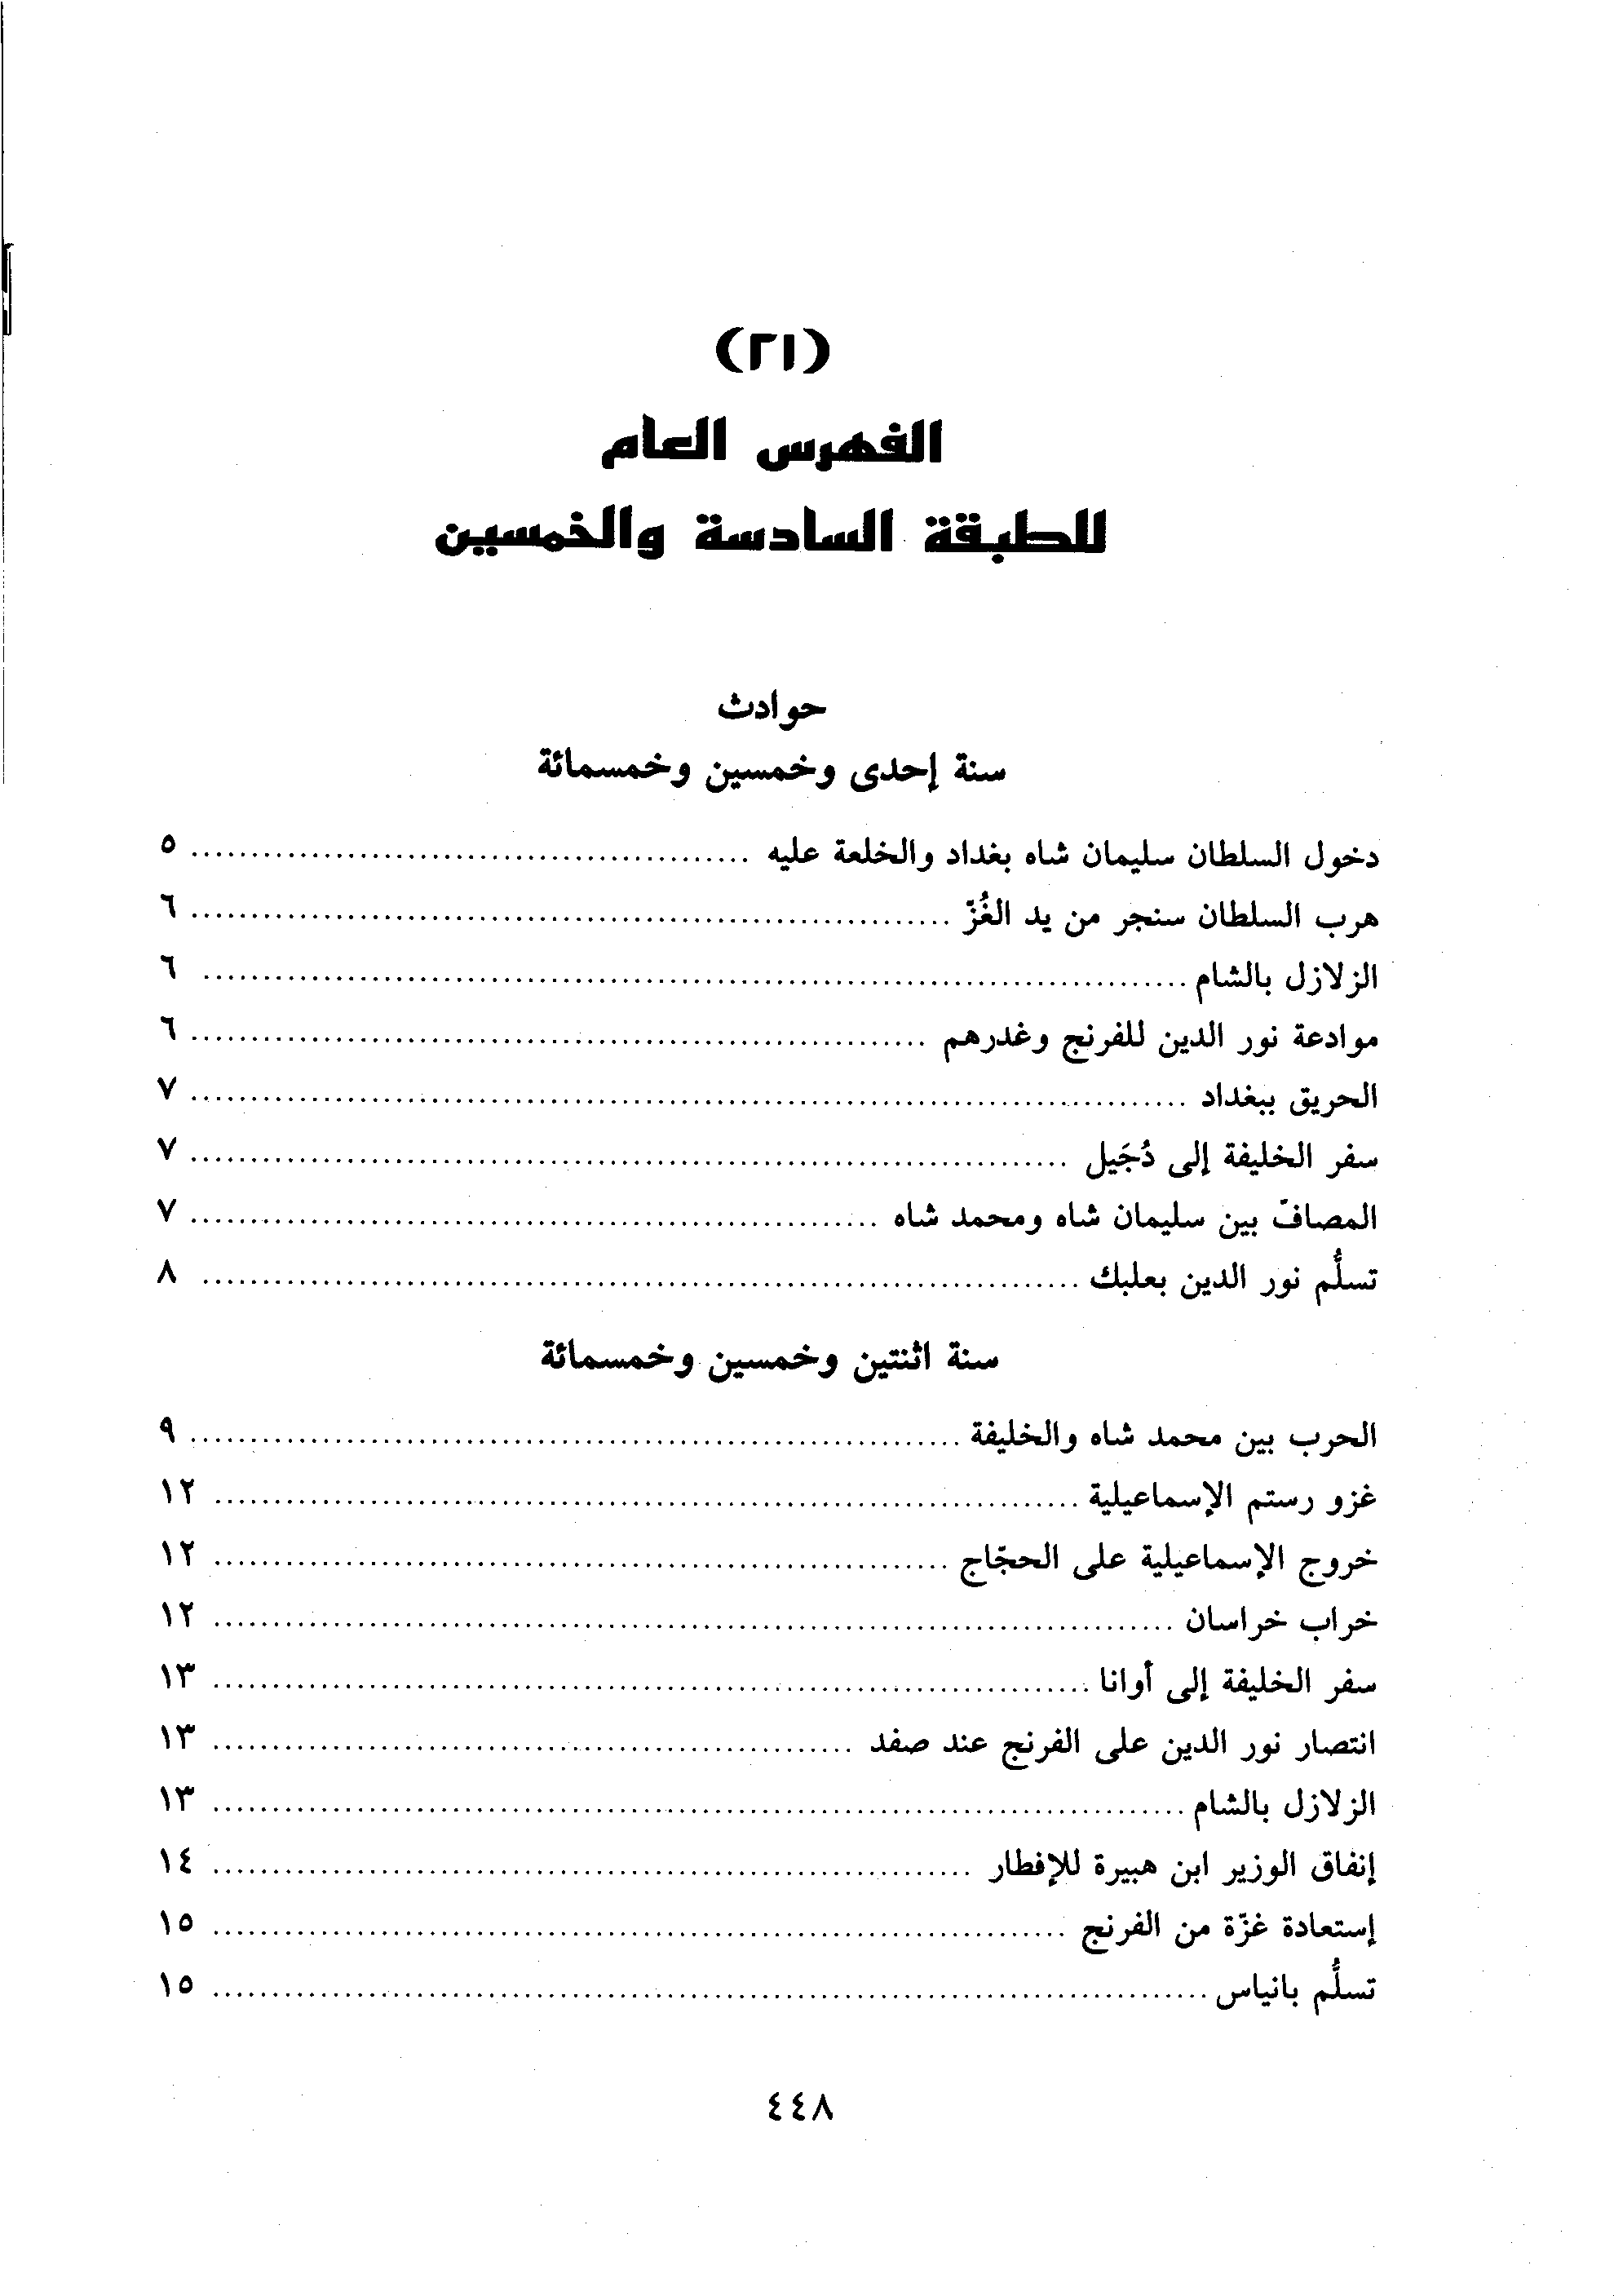 (٢١)
الفهرس العام
للطبقة السادسة والخمسين
حوادث
سنة إحدى وخمسين وخمسمائة
دخول السلطان سليمان شاه بغداد والخلعة عليه ............ ٥
هرب السلطان سنجر من يد الغُزّ ............ ٦
الزلازل بالشام ............ ٦
موادعة نور الدين للفرنج وغدرهم ............ ٦
الحريق ببغداد ............ ٧
سفر الخليفة إلى دُجَيل ............ ٧
المصافّ بين سليمان شاه ومحمد شاه ............ ٧
تسلُّم نور الدين بعلبك ............ ٨
سنة اثنتين وخمسين وخمسمائة
الحرب بين محمد شاه والخليفة ............ ٩
غزو رستم الإسماعيلية ............ ١٢
خروج الإسماعيلية على الحجّاج ............ ١٢
خراب خراسان ............ ١٢
سفر الخليفة إلى أوانا ............ ١٣
انتصار نور الدين على الفرنج عند صفد ............ ١٣
الزلازل بالشام ............ ١٣
إنفاق الوزير ابن هبيرة للإفطار ............ ١٤
إستعادة غزّة من الفرنج ............ ١٥
تسلُّم بانياس ............ ١٥
٤٤٨